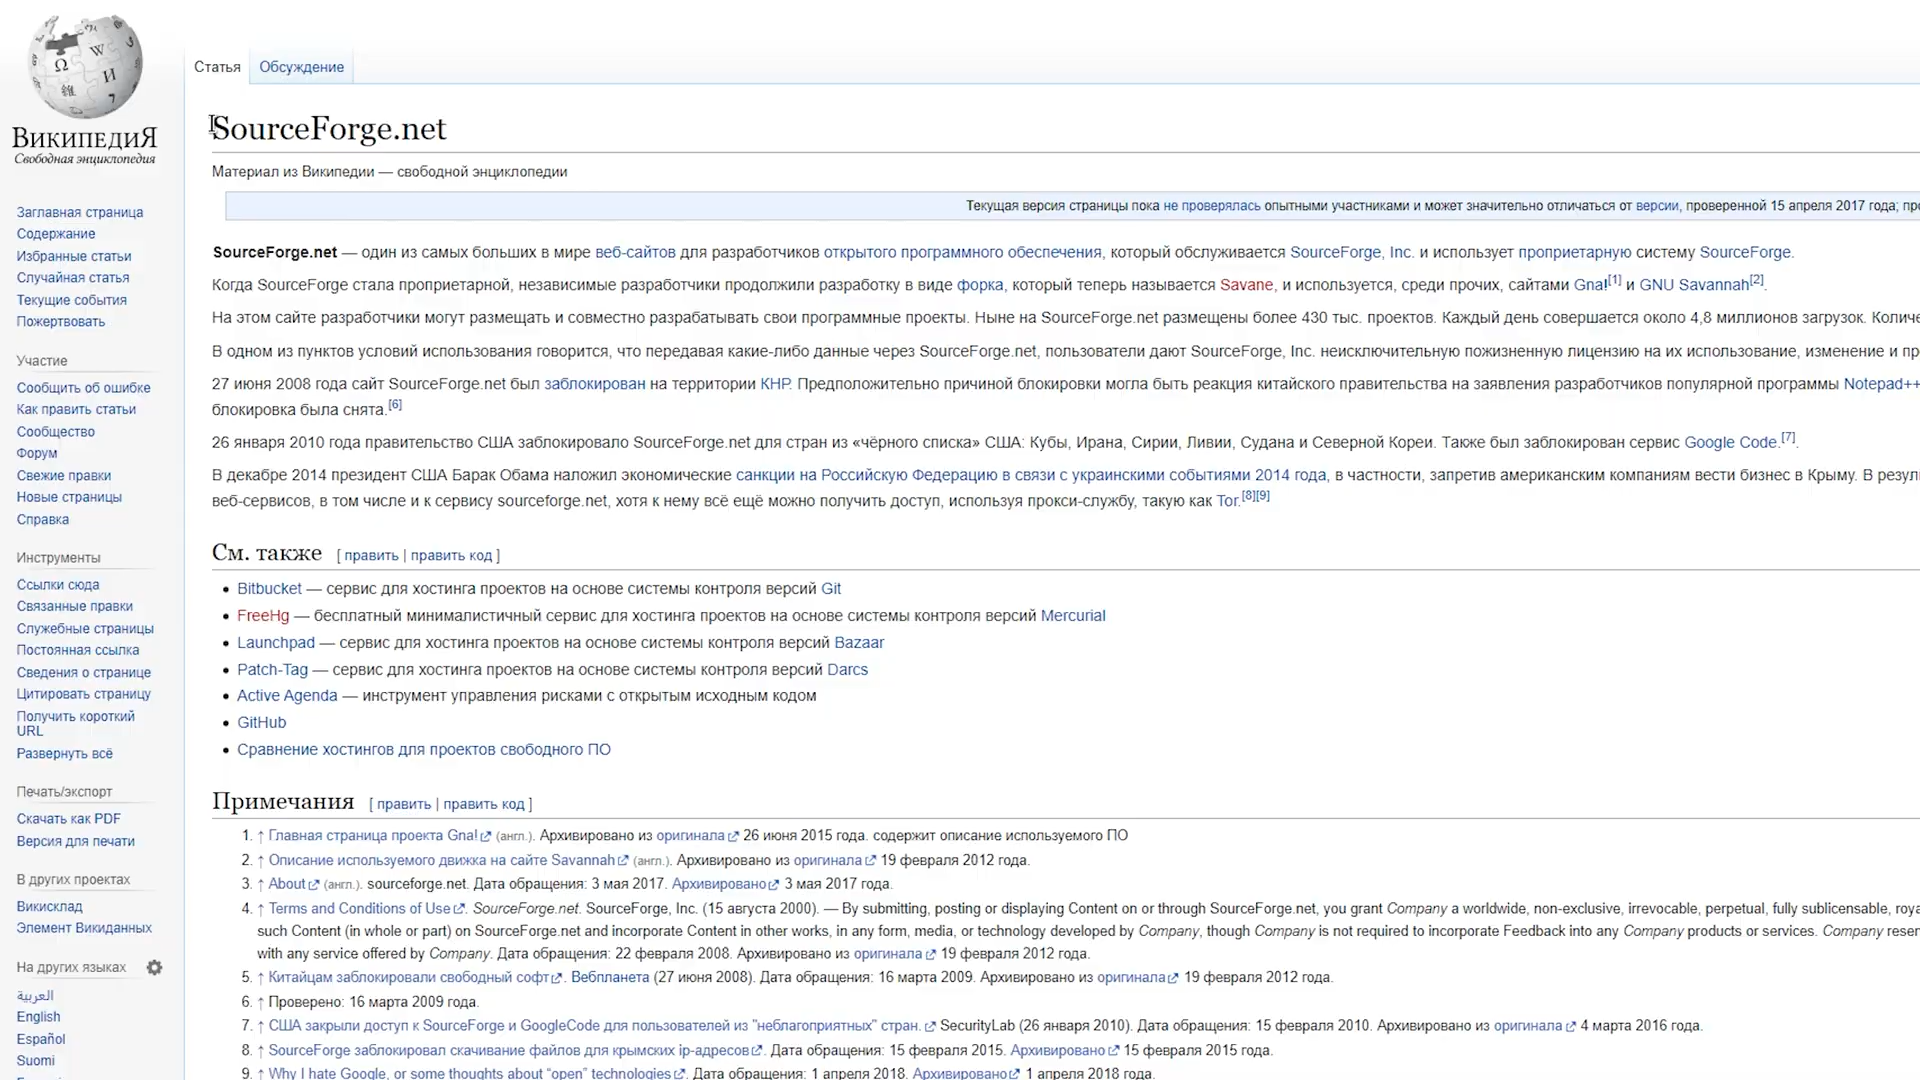 Статья
Обсуждение
ВИКИПЕДИЯ
Свободная энциклопедия
Заглавная страница
Содержание
Избранные статьи
Случайная статья
Текущие события
Пожертвовать
Участие
Сообщить об ошибке
Как править статьи
Сообщество
Форум
Свежие правки
Новые страницы
Справка
Инструменты
Ссылки сюда
Связанные правки
Служебные страницы
Постоянная ссылка
Сведения о странице
Цитировать страницу
Получить короткий
URL
Развернуть всё
Печать/экспорт
Скачать как PDF
Версия для печати
В других проектах
Викисклад
Элемент Викиданных
На других языках
العربية
English
Español
Suomi
SourceForge.net
Материал из Википедии — свободной энциклопедии
Текущая версия страницы пока не проверялась опытными участниками и может значительно отличаться от версии, проверенной 15 апреля 2017 года;
SourceForge.net — один из самых больших в мире веб-сайтов для разработчиков открытого программного обеспечения, который обслуживается SourceForge, Inc. и использует проприетарную систему SourceForge.
Когда SourceForge стала проприетарной, независимые разработчики продолжили разработку в виде форка, который теперь называется Savane, и используется, среди прочих, сайтами Gna![1] и GNU Savannah[2].
На этом сайте разработчики могут размещать и совместно разрабатывать свои программные проекты. Ныне на SourceForge.net размещены более 430 тыс. проектов. Каждый день совершается около 4,8 миллионов загрузок.
В одном из пунктов условий использования говорится, что передавая какие-либо данные через SourceForge.net, пользователи дают SourceForge, Inc. неисключительную пожизненную лицензию на их использование, изменение и
27 июня 2008 года сайт SourceForge.net был заблокирован на территории КНР. Предположительно причиной блокировки могла быть реакция китайского правительства на заявления разработчиков популярной программы Notepad++
блокировка была снята.[6]
26 января 2010 года правительство США заблокировало SourceForge.net для стран из «чёрного списка» США: Кубы, Ирана, Сирии, Ливии, Судана и Северной Кореи. Также был заблокирован сервис Google Code.[7].
В декабре 2014 президент США Барак Обама наложил экономические санкции на Российскую Федерацию в связи с украинскими событиями 2014 года, в частности, запретив американским компаниям вести бизнес в Крыму. В
веб-сервисов, в том числе и к сервису sourceforge.net, хотя к нему всё ещё можно получить доступ, используя прокси-службу, такую как Tor.[8][9]
См. также [ править | править код ]
• Bitbucket — сервис для хостинга проектов на основе системы контроля версий Git
• FreeHg — бесплатный минималистичный сервис для хостинга проектов на основе системы контроля версий Mercurial
• Launchpad — сервис для хостинга проектов на основе системы контроля версий Bazaar
• Patch-Tag — сервис для хостинга проектов на основе системы контроля версий Darcs
• Active Agenda — инструмент управления рисками с открытым исходным кодом
• GitHub
• Сравнение хостингов для проектов свободного ПО
Примечания [ править | править код ]
1. ↑ Главная страница проекта Gna! (англ.). Архивировано из оригинала 26 июня 2015 года. содержит описание используемого ПО
2. ↑ Описание используемого движка на сайте Savannah (англ.). Архивировано из оригинала 19 февраля 2012 года.
3. ↑ About (англ.). sourceforge.net. Дата обращения: 3 мая 2017. Архивировано 3 мая 2017 года.
4. ↑ Terms and Conditions of Use. SourceForge.net. SourceForge, Inc. (15 августа 2000). — By submitting, posting or displaying Content on or through SourceForge.net, you grant Company a worldwide, non-exclusive, irrevocable, perpetual, fully sublicensable,
such Content (in whole or part) on SourceForge.net and incorporate Content in other works, in any form, media, or technology developed by Company, though Company is not required to incorporate Feedback into any Company products or services. Company
with any service offered by Company. Дата обращения: 22 февраля 2008. Архивировано из оригинала 19 февраля 2012 года.
5. ↑ Китайцам заблокировали свободный софт. Вебпланета (27 июня 2008). Дата обращения: 16 марта 2009. Архивировано из оригинала 19 февраля 2012 года.
6. ↑ Проверено: 16 марта 2009 года.
7. ↑ США закрыли доступ к SourceForge и GoogleCode для пользователей из "неблагоприятных" стран. SecurityLab (26 января 2010). Дата обращения: 15 февраля 2010. Архивировано из оригинала 4 марта 2016 года.
8. ↑ SourceForge заблокировал скачивание файлов для крымских ip-адресов. Дата обращения: 15 февраля 2015. Архивировано 15 февраля 2015 года.
9. ↑ Why I hate Google, or some thoughts about "open" technologies. Дата обращения: 1 апреля 2018. Архивировано 1 апреля 2018 года.